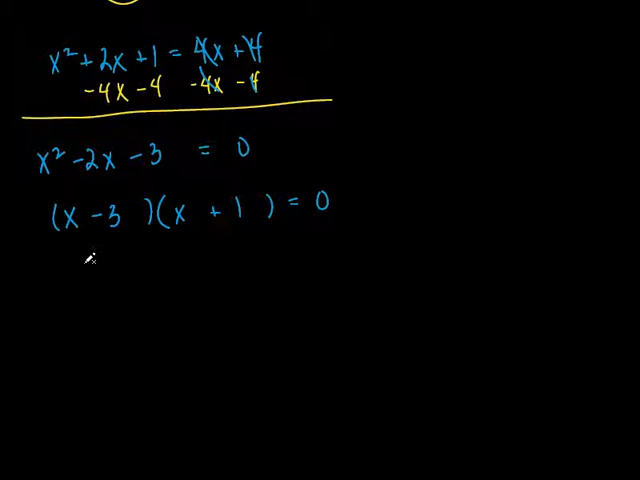 x² + 2x + 1 = 4x + 4
-4x - 4 -4x - 4
x² - 2x - 3 = 0
(x - 3 )(x + 1 ) = 0